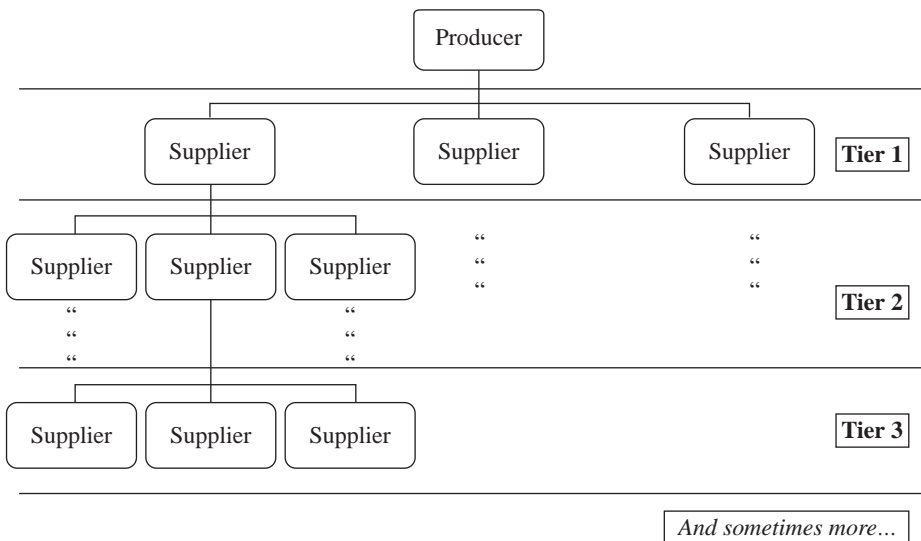 Producer
Supplier Supplier Supplier Tier 1
“ “
Supplier Supplier Supplier “ “
“ “
Tier 2
“ “
“ “
“ “
Supplier Supplier Supplier Tier 3
And sometimes more…